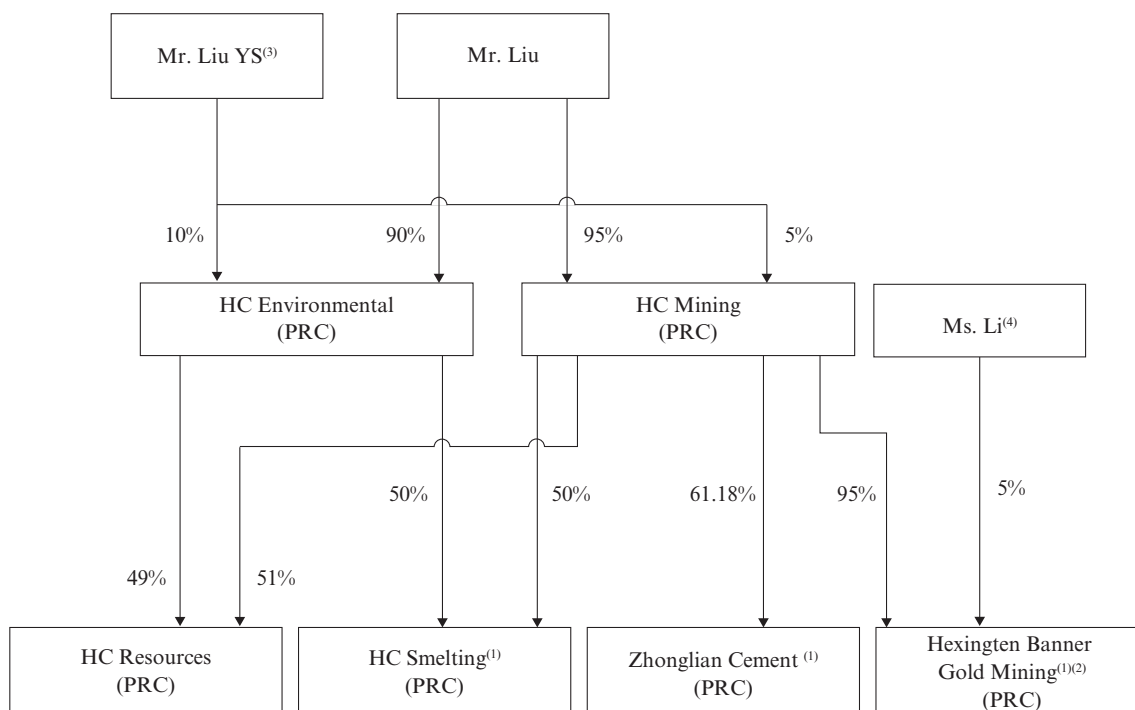 Mr. Liu YS(3)
Mr. Liu
10%
90%
95%
5%
HC Environmental
(PRC)
HC Mining
(PRC)
Ms. Li(4)
50%
50%
61.18%
95%
5%
49%
51%
HC Resources
(PRC)
HC Smelting(1)
(PRC)
Zhonglian Cement (1)
(PRC)
Hexingten Banner
Gold Mining(1)(2)
(PRC)